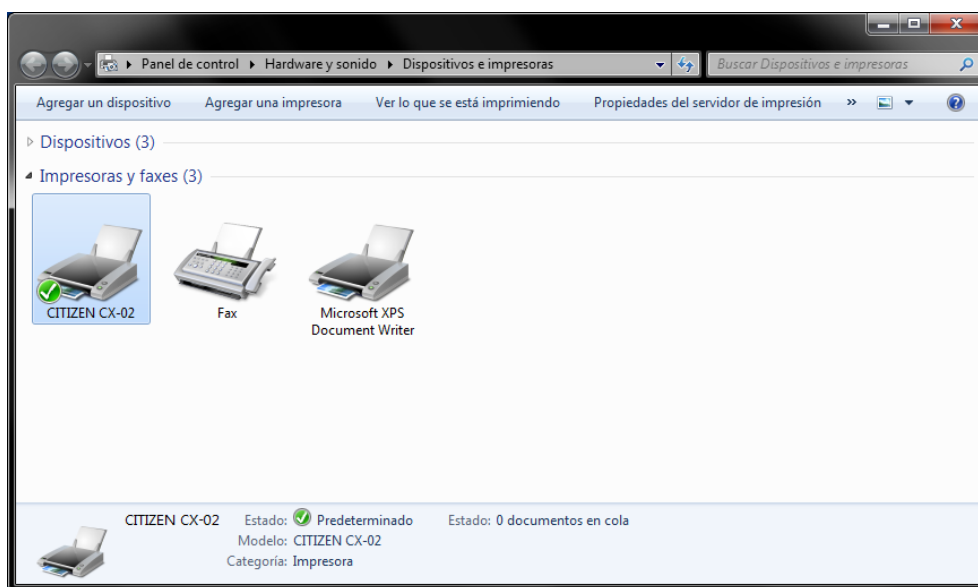 Panel de control Hardware y sonido Dispositivos e impresoras Buscar Dispositivos e impresoras
Agregar un dispositivo Agregar una impresora Ver lo que se está imprimiendo Propiedades del servidor de impresión »
Dispositivos (3)
Impresoras y faxes (3)
CITIZEN CX-02 Fax Microsoft XPS
Document Writer
CITIZEN CX-02 Estado: Predeterminado Estado: 0 documentos en cola
Modelo: CITIZEN CX-02
Categoría: Impresora